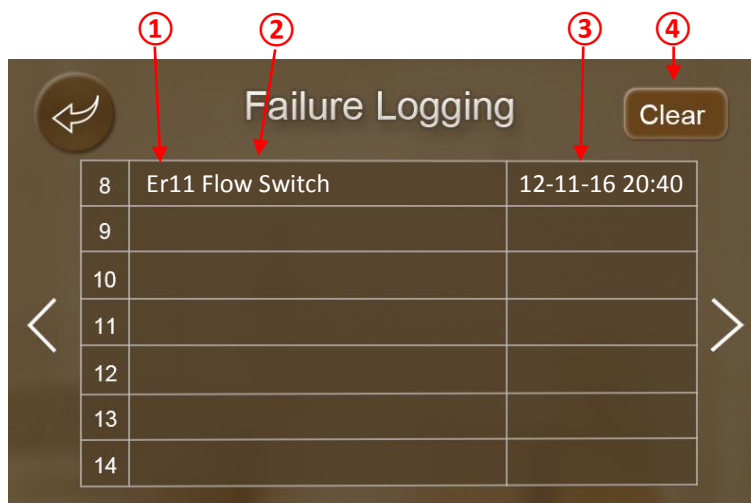 ① ② ③ ④
Failure Logging Clear
8 Er11 Flow Switch 12-11-16 20:40
9
10
11
12
13
14